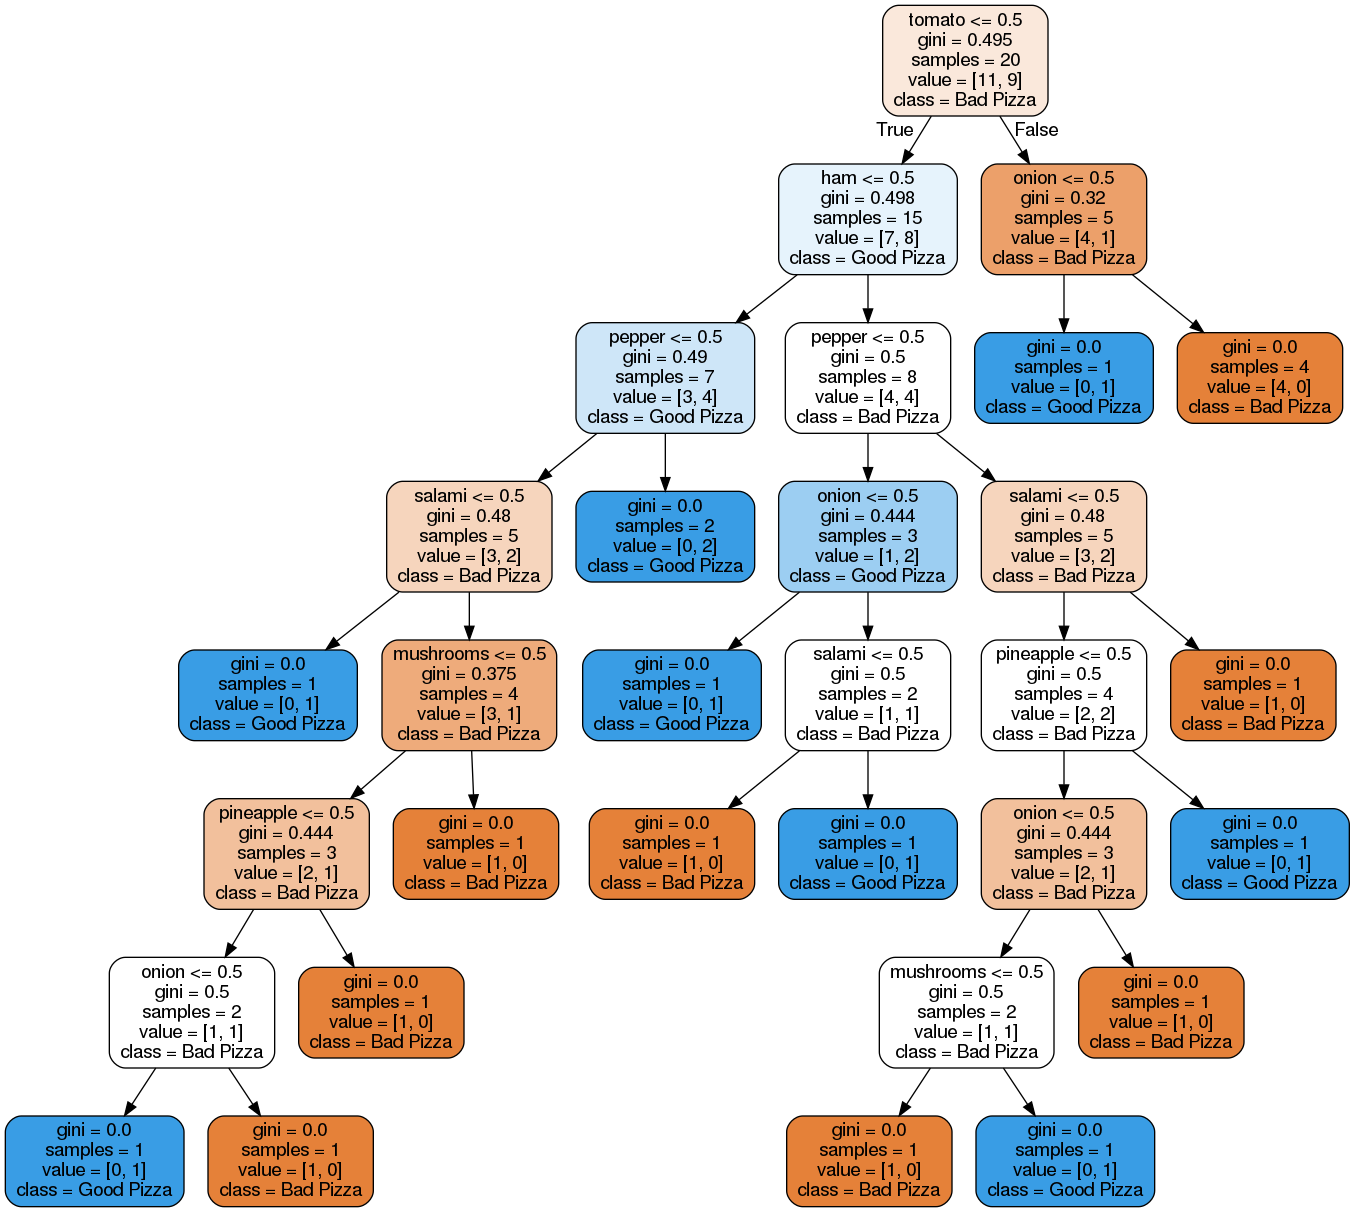 tomato <= 0.5
gini = 0.495
samples = 20
value = [11, 9]
class = Bad Pizza
True
False
ham <= 0.5
gini = 0.498
samples = 15
value = [7, 8]
class = Good Pizza
onion <= 0.5
gini = 0.32
samples = 5
value = [4, 1]
class = Bad Pizza
pepper <= 0.5
gini = 0.49
samples = 7
value = [3, 4]
class = Good Pizza
pepper <= 0.5
gini = 0.5
samples = 8
value = [4, 4]
class = Bad Pizza
gini = 0.0
samples = 1
value = [0, 1]
class = Good Pizza
gini = 0.0
samples = 4
value = [4, 0]
class = Bad Pizza
salami <= 0.5
gini = 0.48
samples = 5
value = [3, 2]
class = Bad Pizza
gini = 0.0
samples = 2
value = [0, 2]
class = Good Pizza
onion <= 0.5
gini = 0.444
samples = 3
value = [1, 2]
class = Good Pizza
salami <= 0.5
gini = 0.48
samples = 5
value = [3, 2]
class = Bad Pizza
gini = 0.0
samples = 1
value = [0, 1]
class = Good Pizza
mushrooms <= 0.5
gini = 0.375
samples = 4
value = [3, 1]
class = Bad Pizza
gini = 0.0
samples = 1
value = [0, 1]
class = Good Pizza
salami <= 0.5
gini = 0.5
samples = 2
value = [1, 1]
class = Bad Pizza
pineapple <= 0.5
gini = 0.5
samples = 4
value = [2, 2]
class = Bad Pizza
gini = 0.0
samples = 1
value = [1, 0]
class = Bad Pizza
pineapple <= 0.5
gini = 0.444
samples = 3
value = [2, 1]
class = Bad Pizza
gini = 0.0
samples = 1
value = [1, 0]
class = Bad Pizza
gini = 0.0
samples = 1
value = [1, 0]
class = Bad Pizza
gini = 0.0
samples = 1
value = [0, 1]
class = Good Pizza
onion <= 0.5
gini = 0.444
samples = 3
value = [2, 1]
class = Bad Pizza
gini = 0.0
samples = 1
value = [0, 1]
class = Good Pizza
onion <= 0.5
gini = 0.5
samples = 2
value = [1, 1]
class = Bad Pizza
gini = 0.0
samples = 1
value = [1, 0]
class = Bad Pizza
mushrooms <= 0.5
gini = 0.5
samples = 2
value = [1, 1]
class = Bad Pizza
gini = 0.0
samples = 1
value = [1, 0]
class = Bad Pizza
gini = 0.0
samples = 1
value = [0, 1]
class = Good Pizza
gini = 0.0
samples = 1
value = [1, 0]
class = Bad Pizza
gini = 0.0
samples = 1
value = [1, 0]
class = Bad Pizza
gini = 0.0
samples = 1
value = [0, 1]
class = Good Pizza